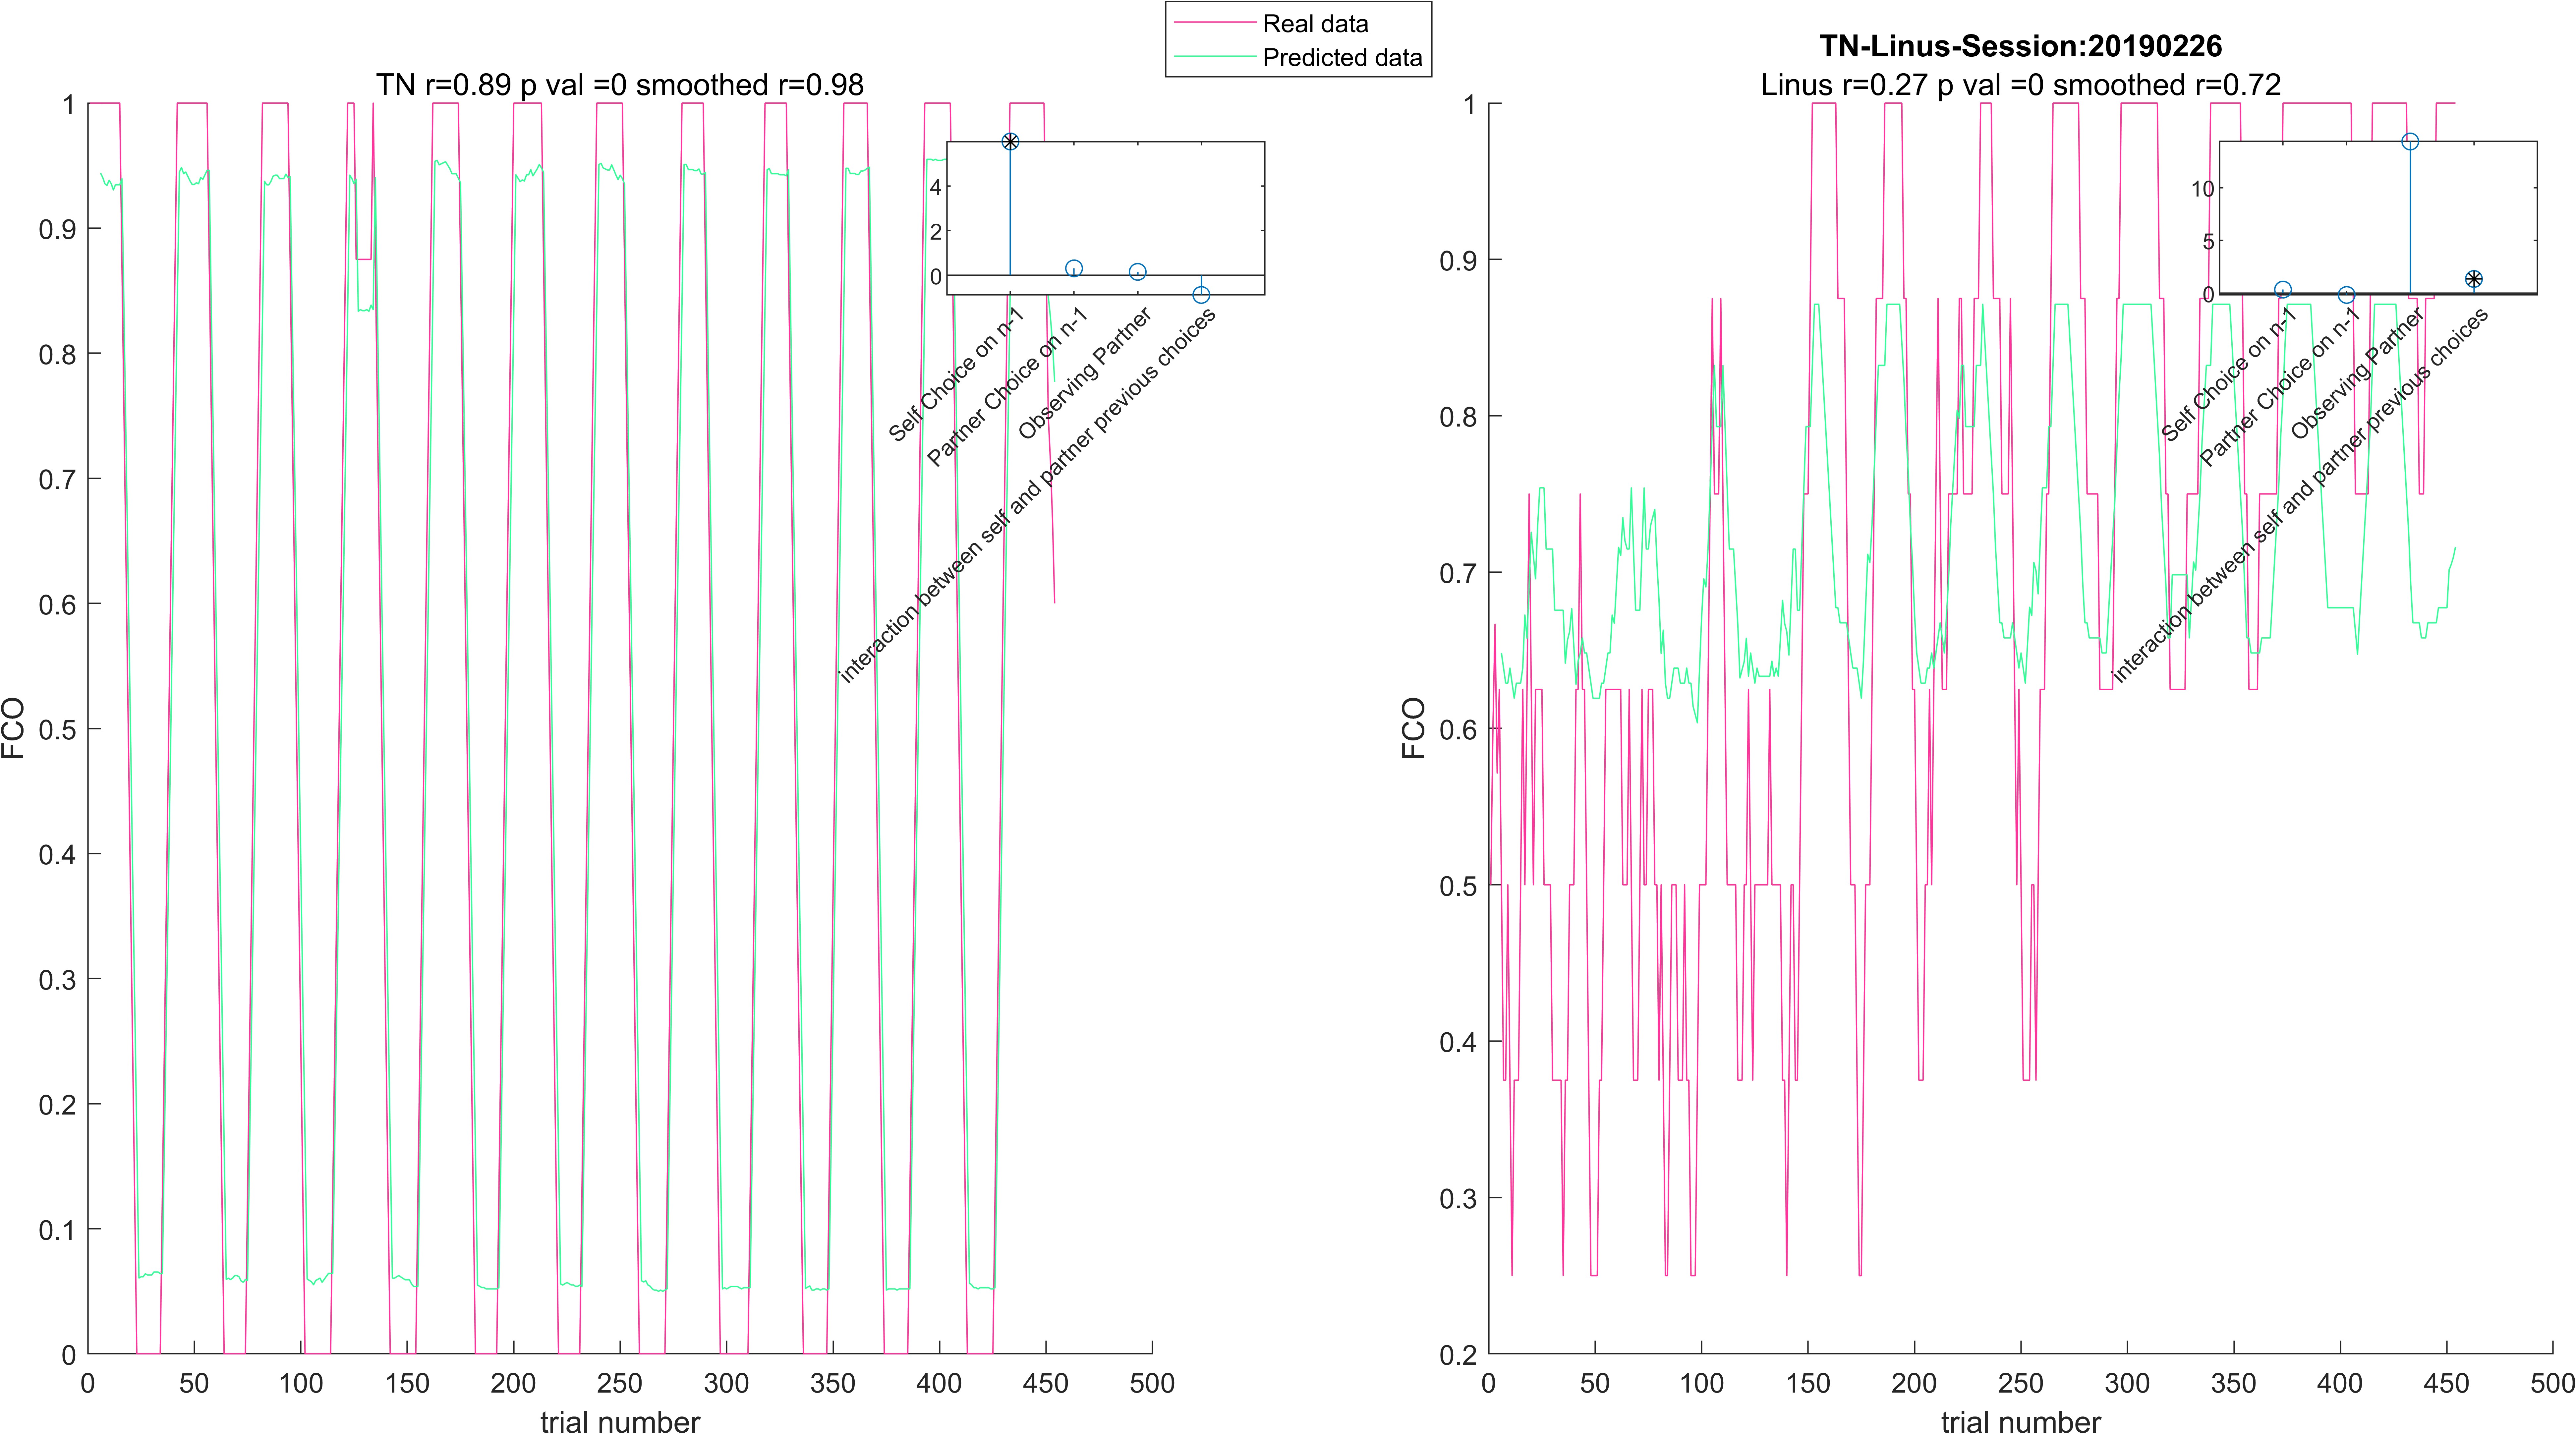 Real data
Predicted data
TN r=0.89 p val =0 smoothed r=0.98
1
0.9
0.8
0.7
0.6
0.5
0.4
0.3
0.2
0.1
0
FCO
0
50
100
150
200
250
300
350
400
450
500
trial number
4
2
0
Self Choice on n-1
Partner Choice on n-1
Observing Partner
interaction between self and partner previous choices
TN-Linus-Session:20190226
Linus r=0.27 p val =0 smoothed r=0.72
1
0.9
0.8
0.7
0.6
0.5
0.4
0.3
0.2
FCO
0
50
100
150
200
250
300
350
400
450
500
trial number
10
5
0
Self Choice on n-1
Partner Choice on n-1
Observing Partner
interaction between self and partner previous choices